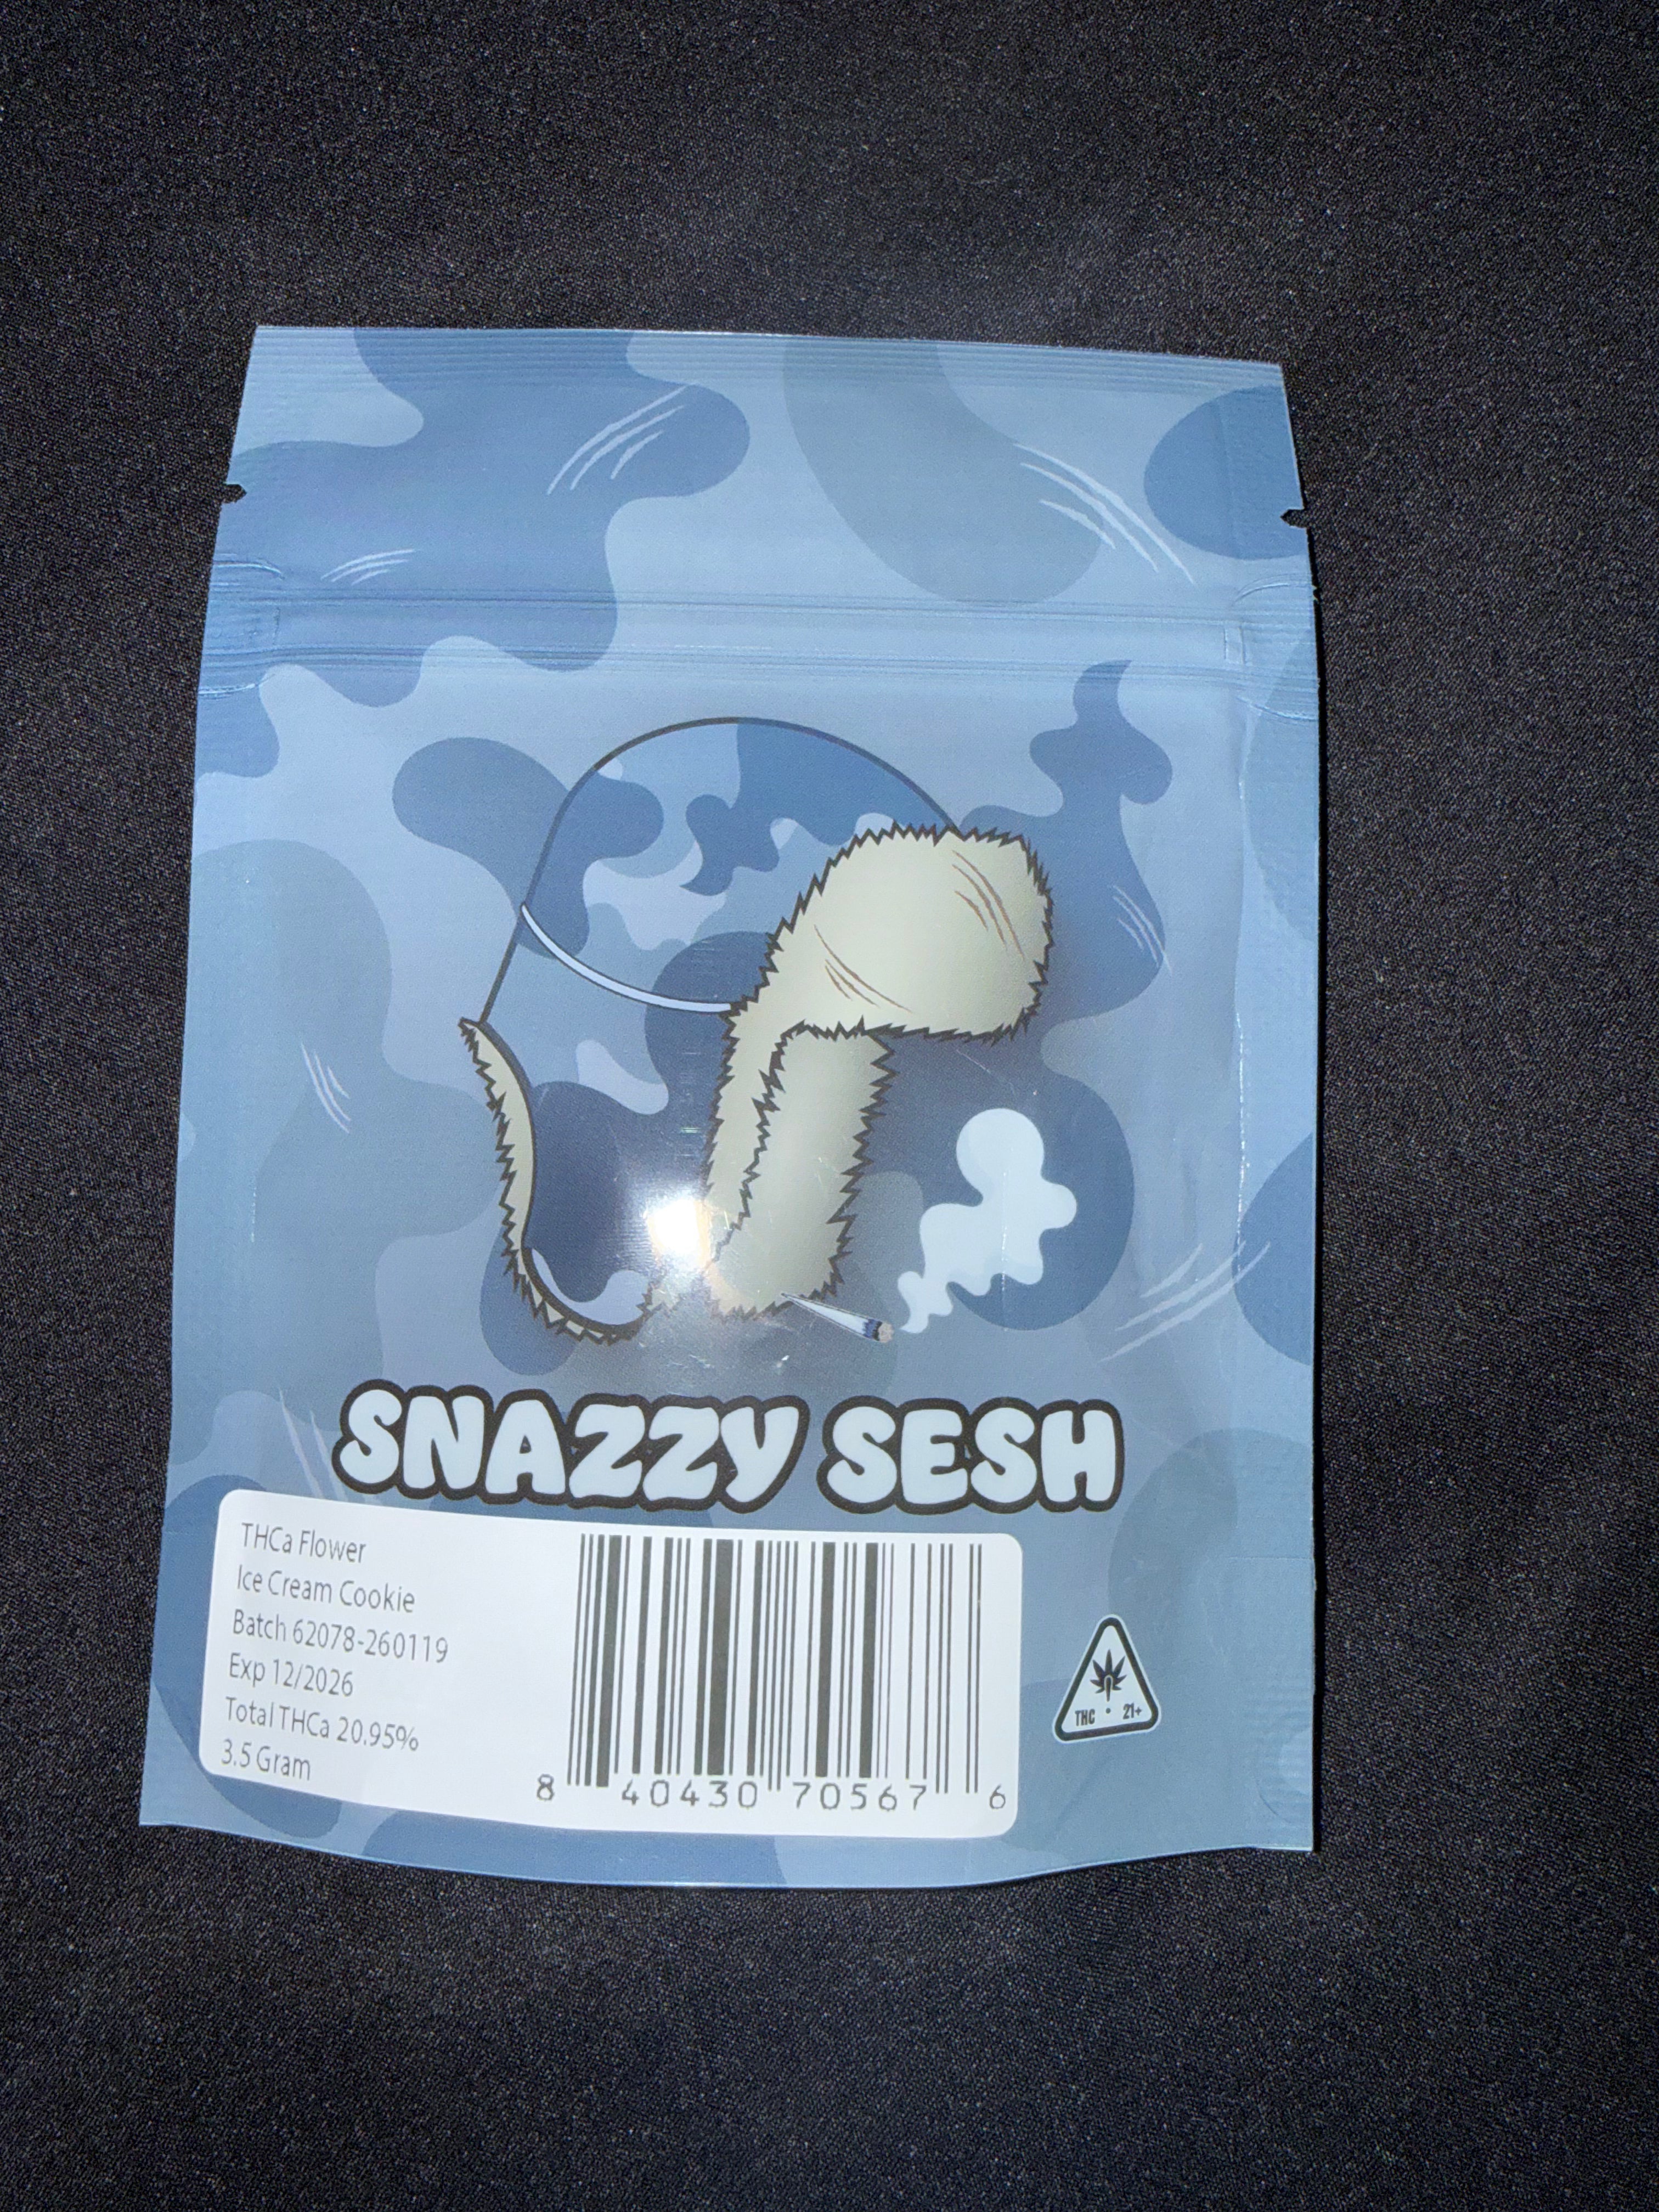 SNAZZY SESH
THCa Flower
Ice Cream Cookie
Batch 62078-260119
Exp 12/2026
Total THCa 20.95%
3.5 Gram
8 40430 70567 6
THC • 21+